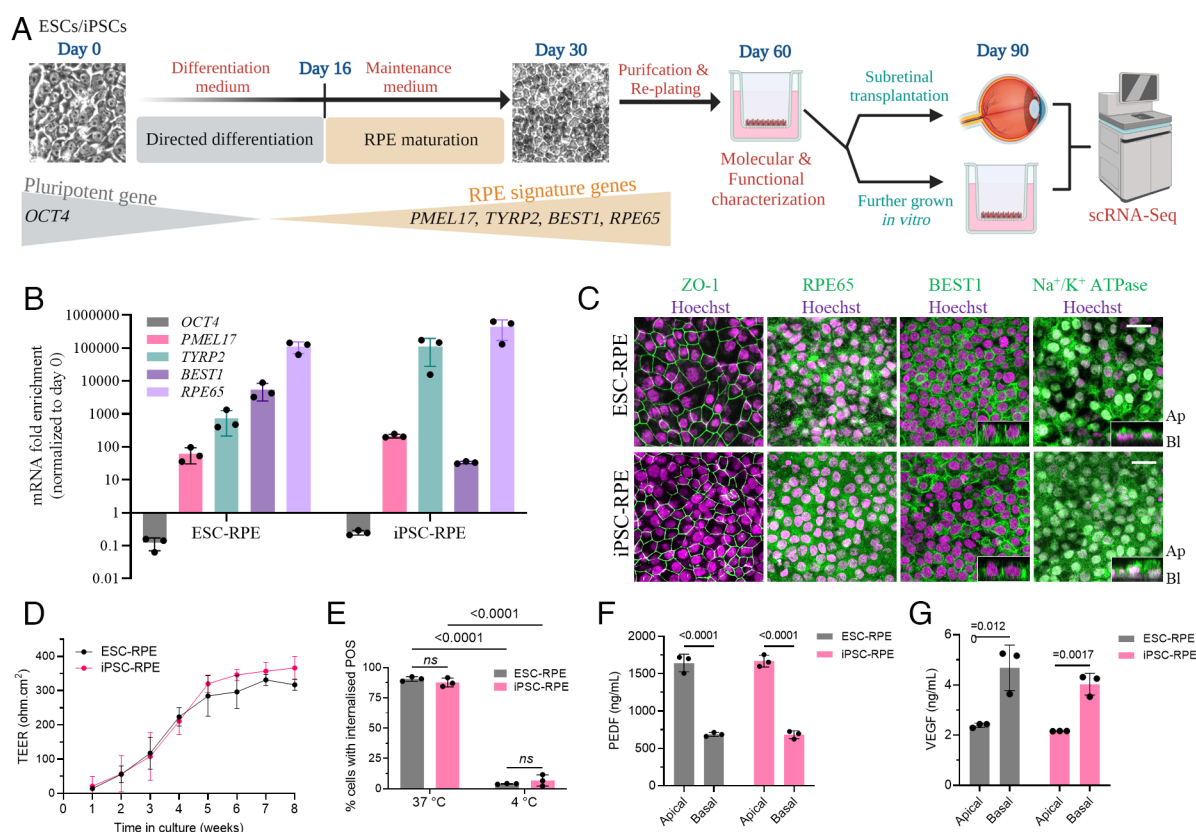 A
ESCs/iPSCs
Day 0
Differentiation
medium
Day 16
Maintenance
medium
Day 30
Directed differentiation
RPE maturation
Purifcation &
Re-plating
Day 60
Molecular &
Functional
characterization
Subretinal
transplantation
Day 90
Further grown
in vitro
scRNA-Seq
Pluripotent gene
OCT4
RPE signature genes
PMEL17, TYRP2, BEST1, RPE65
B
mRNA fold enrichment
(normalized to day 0)
1000000
100000
10000
1000
100
10
1
0.1
0.01
OCT4
PMEL17
TYRP2
BEST1
RPE65
ESC-RPE
iPSC-RPE
C
ZO-1
Hoechst
RPE65
Hoechst
BEST1
Hoechst
Na⁺/K⁺ ATPase
Hoechst
ESC-RPE
Ap
Bl
iPSC-RPE
Ap
Bl
D
TEER (ohm.cm²)
400
300
200
100
0
ESC-RPE
iPSC-RPE
0 1 2 3 4 5 6 7 8
Time in culture (weeks)
E
% cells with internalised POS
100
75
50
25
0
<0.0001
<0.0001
ns
ns
ESC-RPE
iPSC-RPE
37 °C
4 °C
F
PEDF (ng/mL)
2000
1500
1000
500
0
<0.0001
<0.0001
ESC-RPE
iPSC-RPE
Apical
Basal
Apical
Basal
G
VEGF (ng/mL)
6
4
2
0
=0.012
0
=0.0017
ESC-RPE
iPSC-RPE
Apical
Basal
Apical
Basal